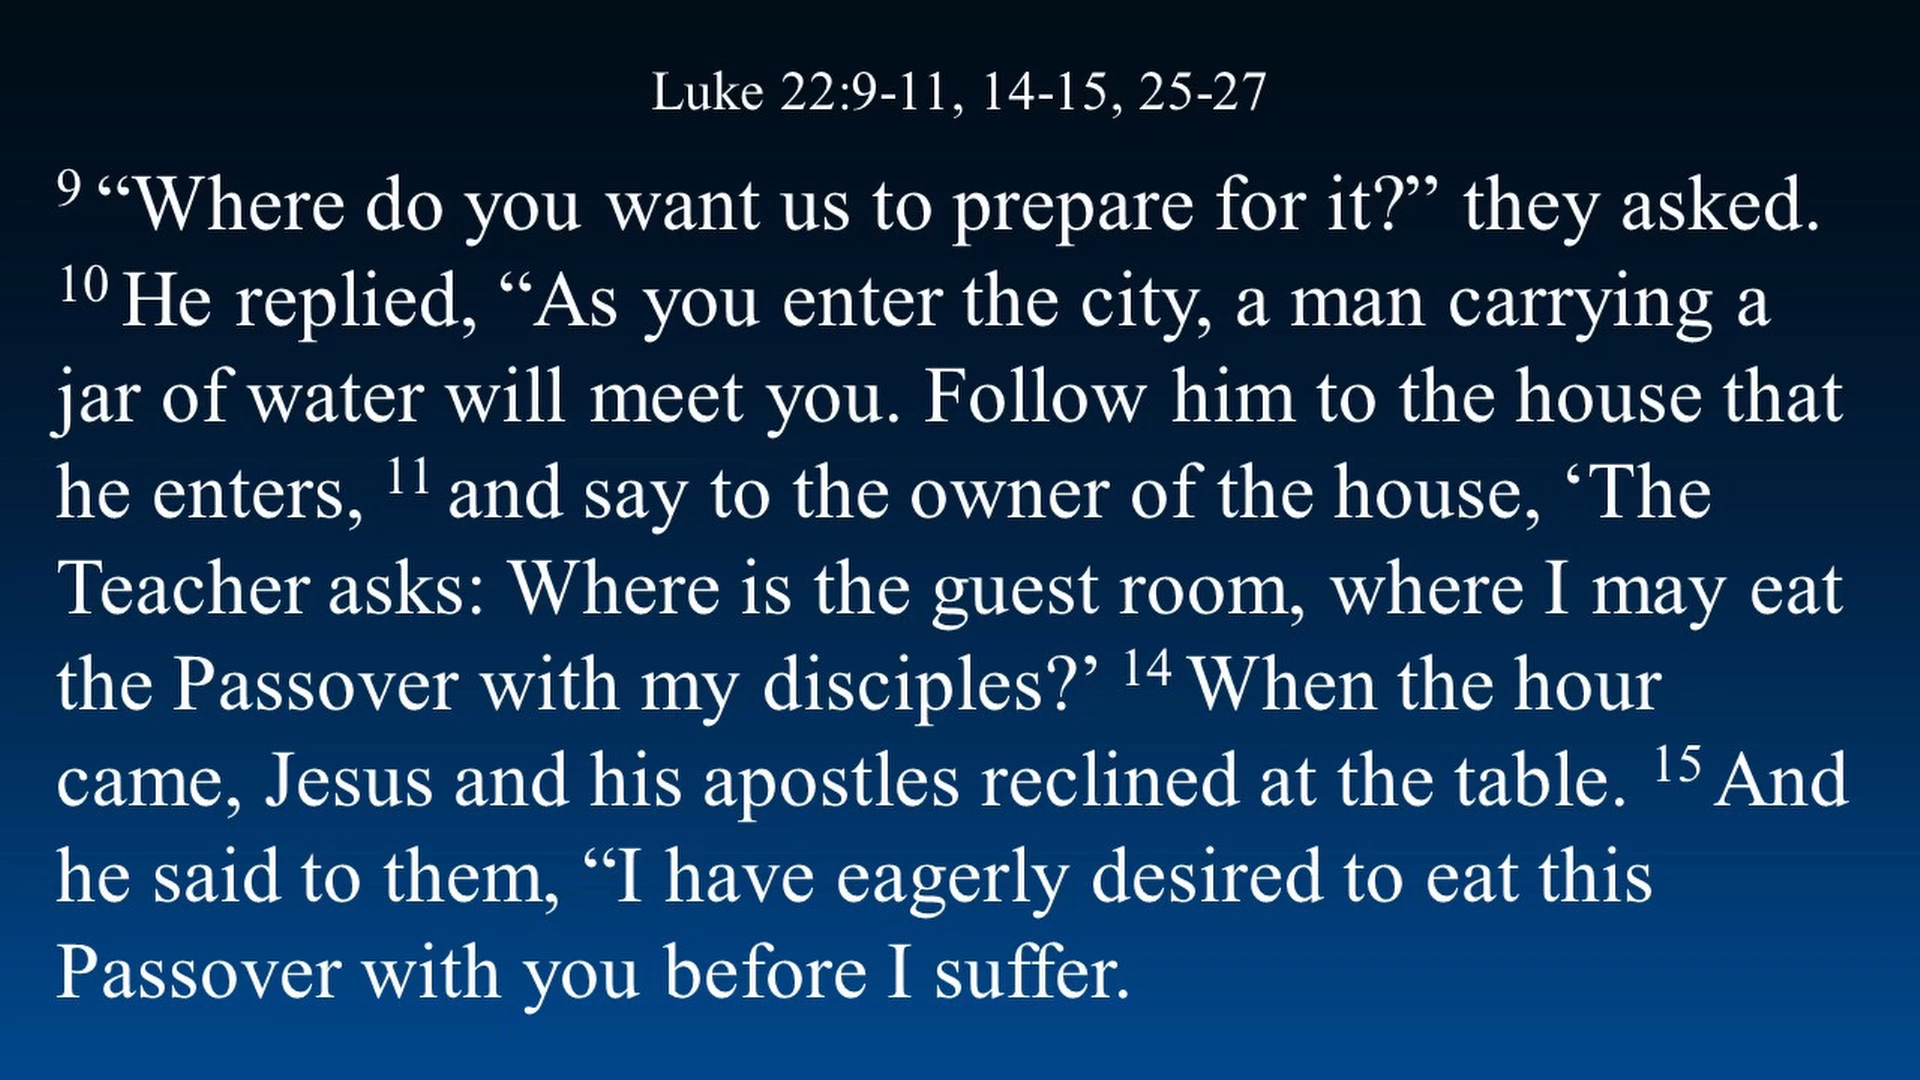 Luke 22:9-11, 14-15, 25-27
9 “Where do you want us to prepare for it?” they asked.
10 He replied, “As you enter the city, a man carrying a
jar of water will meet you. Follow him to the house that
he enters, 11 and say to the owner of the house, ‘The
Teacher asks: Where is the guest room, where I may eat
the Passover with my disciples?’ 14 When the hour
came, Jesus and his apostles reclined at the table. 15 And
he said to them, “I have eagerly desired to eat this
Passover with you before I suffer.